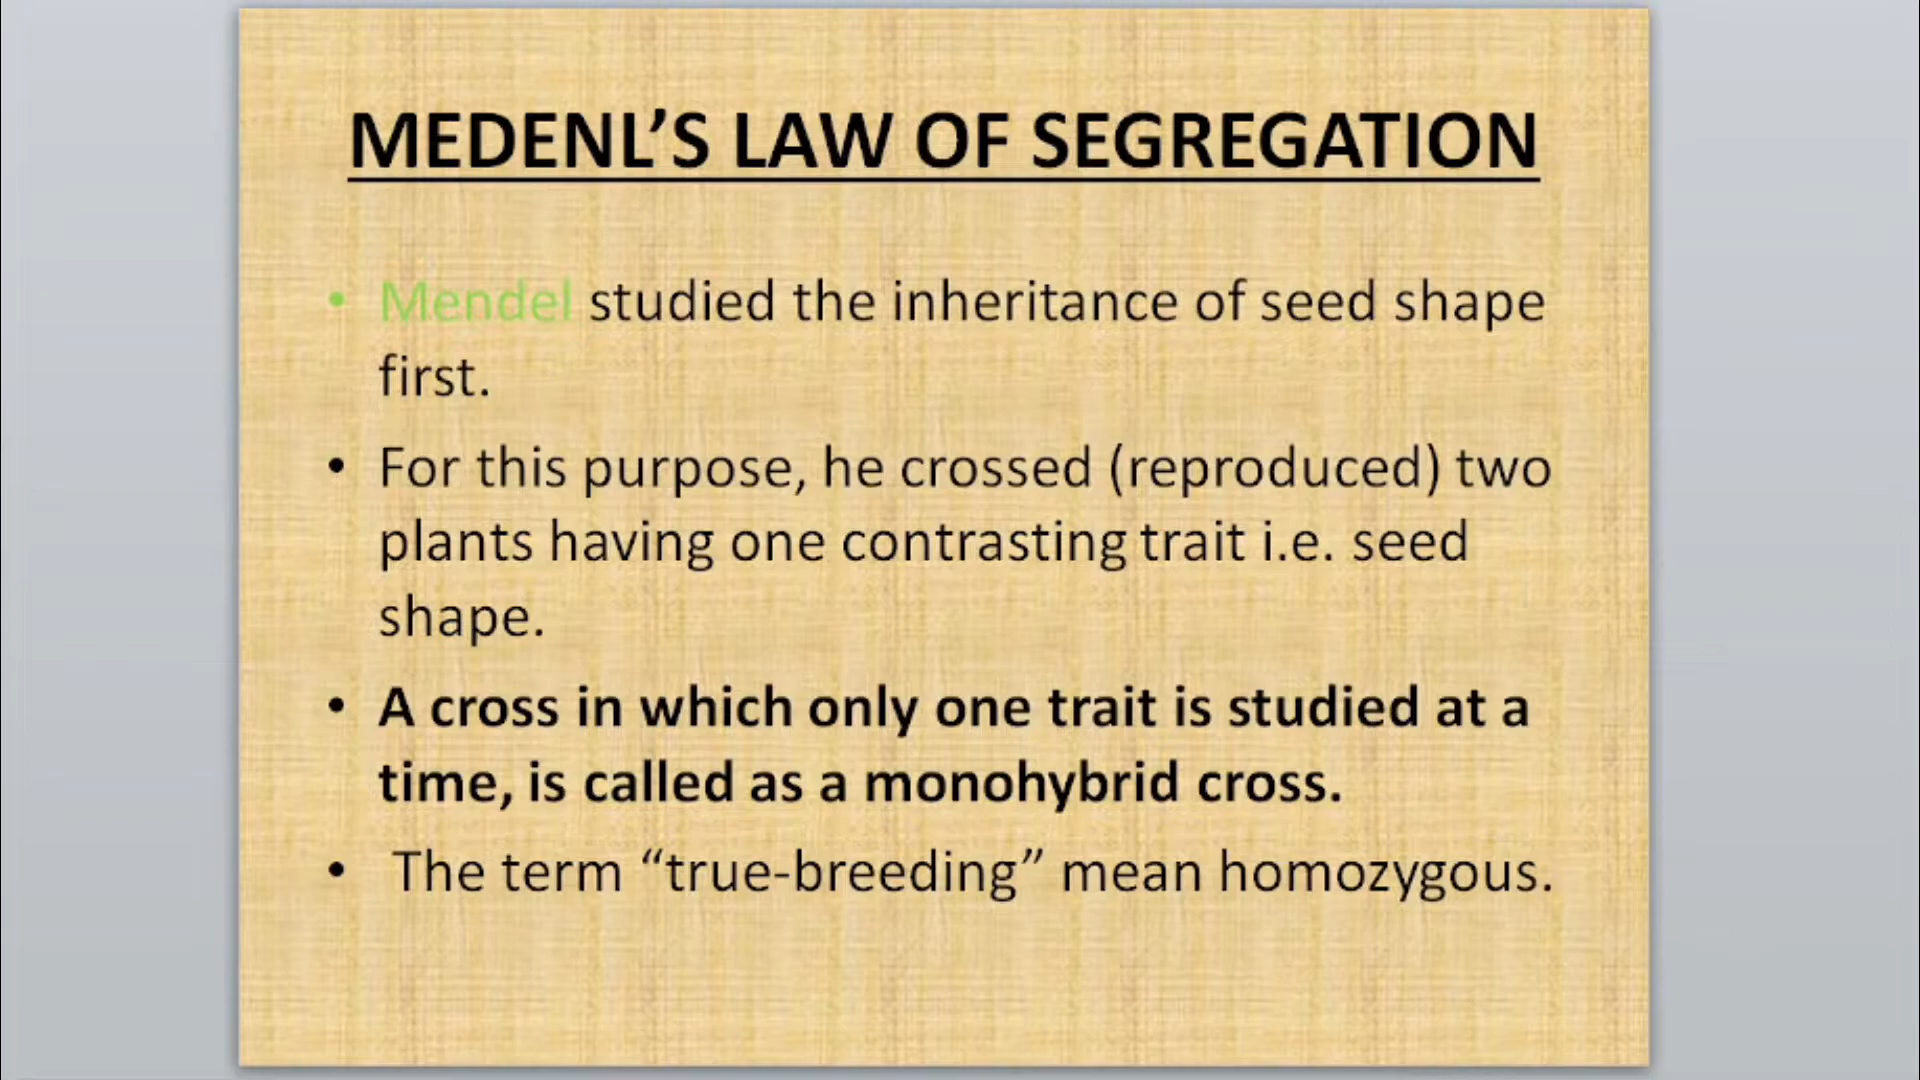 MEDENL’S LAW OF SEGREGATION
• Mendel studied the inheritance of seed shape
first.
• For this purpose, he crossed (reproduced) two
plants having one contrasting trait i.e. seed
shape.
• A cross in which only one trait is studied at a
time, is called as a monohybrid cross.
• The term “true-breeding” mean homozygous.